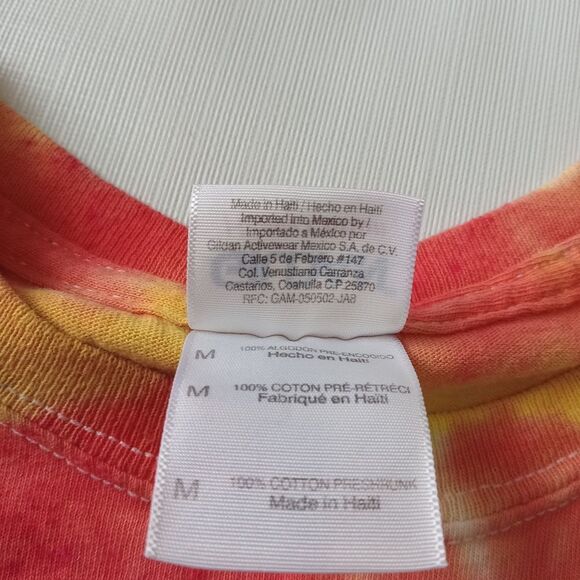 Made in Haiti / Hecho en Haití
Imported into Mexico by /
Importado a México por
Gildan Activewear Mexico S.A. de C.V.
Calle 5 de Febrero #147
Col. Venustiano Carranza
Castaños, Coahuila C.P. 25870
RFC: GAM-050502-JA8
M 100% ALGODON PRE-ENCOGIDO
Hecho en Haití
M 100% COTON PRÉ-RÉTRÉCI
Fabriqué en Haïti
M 100% COTTON PRESHRUNK
Made in Haiti